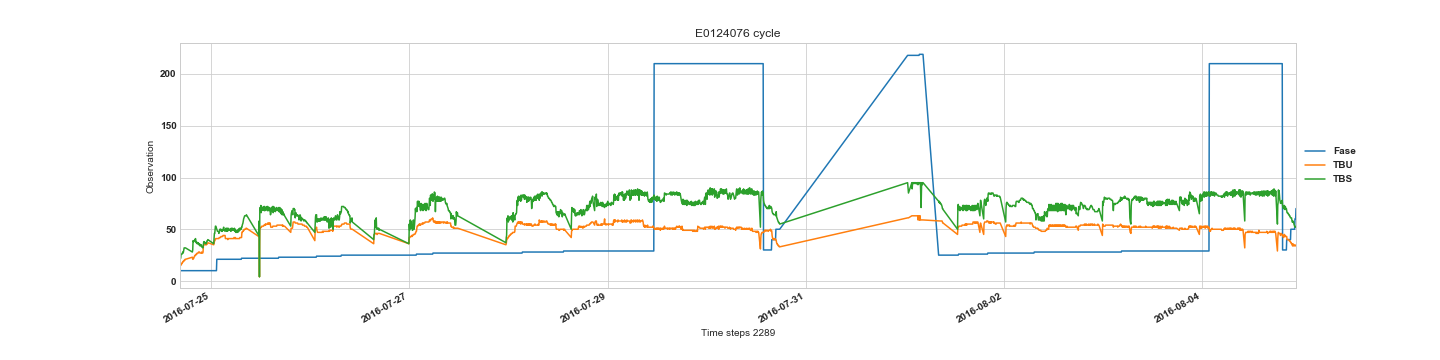 E0124076 cycle
Observation
200
150
100
50
0
2016-07-25
2016-07-27
2016-07-29
2016-07-31
2016-08-02
2016-08-04
Time steps 2289
Fase
TBU
TBS